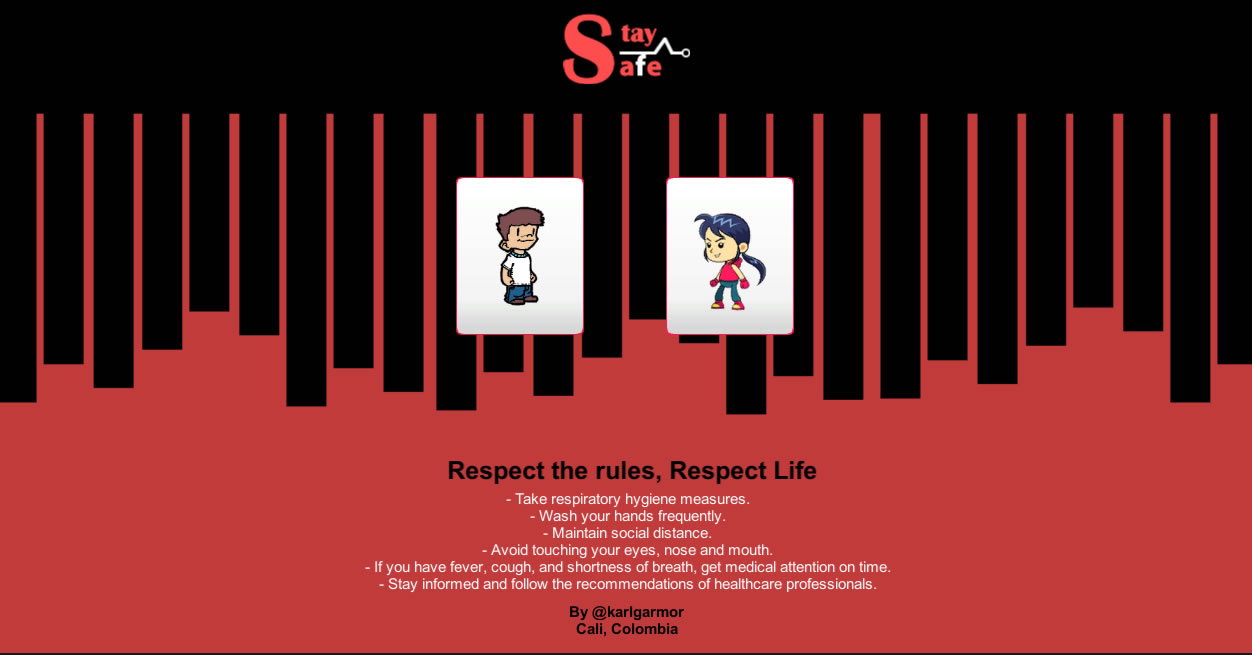 Stay
Safe
Respect the rules, Respect Life
- Take respiratory hygiene measures.
- Wash your hands frequently.
- Maintain social distance.
- Avoid touching your eyes, nose and mouth.
- If you have fever, cough, and shortness of breath, get medical attention on time.
- Stay informed and follow the recommendations of healthcare professionals.
By @karlgarmor
Cali, Colombia